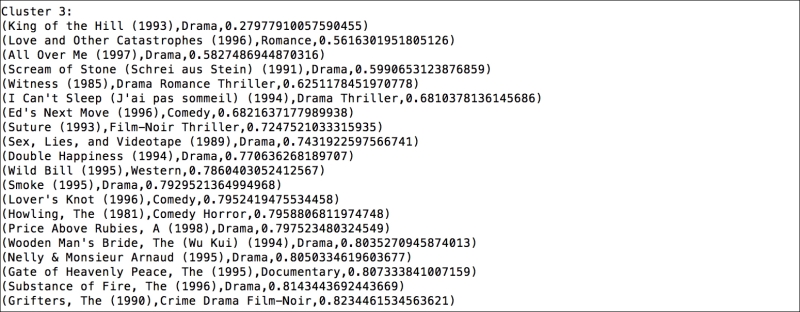 Cluster 3:
(King of the Hill (1993),Drama,0.27977910057590455)
(Love and Other Catastrophes (1996),Romance,0.5616301951805126)
(All Over Me (1997),Drama,0.5827486944870316)
(Scream of Stone (Schrei aus Stein) (1991),Drama,0.5990653123876859)
(Witness (1985),Drama Romance Thriller,0.6251178451970778)
(I Can't Sleep (J'ai pas sommeil) (1994),Drama Thriller,0.6810378136145686)
(Ed's Next Move (1996),Comedy,0.6821637177989938)
(Suture (1993),Film-Noir Thriller,0.7247521033315935)
(Sex, Lies, and Videotape (1989),Drama,0.7431922597566741)
(Double Happiness (1994),Drama,0.770636268189707)
(Wild Bill (1995),Western,0.7860403052412567)
(Smoke (1995),Drama,0.7929521364994968)
(Lover's Knot (1996),Comedy,0.7952419475534458)
(Howling, The (1981),Comedy Horror,0.7958806811974748)
(Price Above Rubies, A (1998),Drama,0.797523480324549)
(Wooden Man's Bride, The (Wu Kui) (1994),Drama,0.8035270945874013)
(Nelly & Monsieur Arnaud (1995),Drama,0.8050334619603677)
(Gate of Heavenly Peace, The (1995),Documentary,0.807333841007159)
(Substance of Fire, The (1996),Drama,0.8143443692443669)
(Grifters, The (1990),Crime Drama Film-Noir,0.8234461534563621)